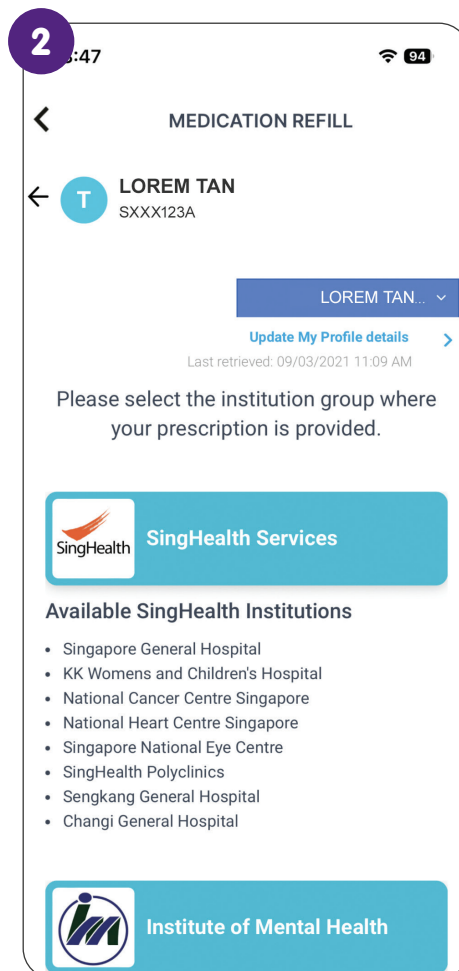 2
:47
94
MEDICATION REFILL
T
LOREM TAN
SXXX123A
LOREM TAN...
Update My Profile details
Last retrieved: 09/03/2021 11:09 AM
Please select the institution group where
your prescription is provided.
SingHealth
SingHealth Services
Available SingHealth Institutions
• Singapore General Hospital
• KK Womens and Children's Hospital
• National Cancer Centre Singapore
• National Heart Centre Singapore
• Singapore National Eye Centre
• SingHealth Polyclinics
• Sengkang General Hospital
• Changi General Hospital
Institute of Mental Health